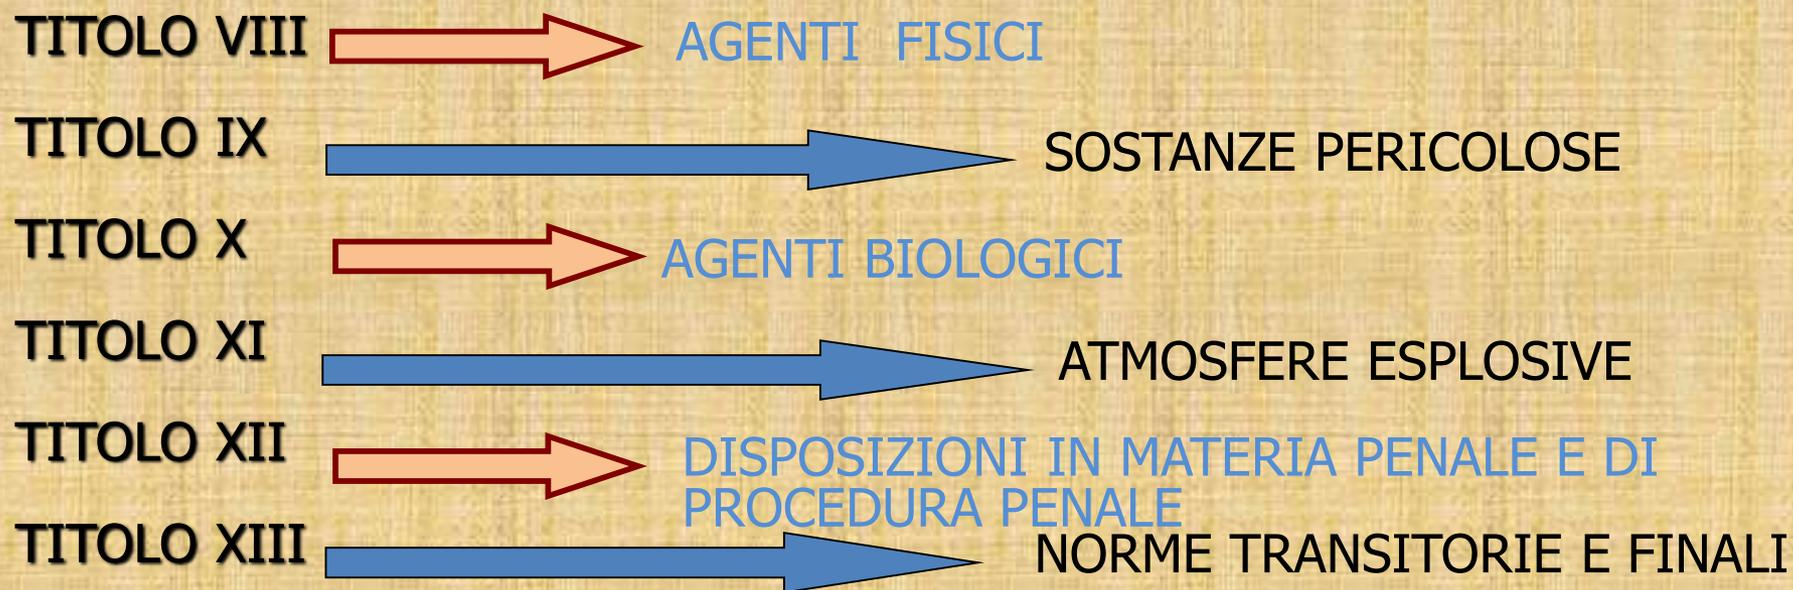 TITOLO VIII AGENTI FISICI
TITOLO IX SOSTANZE PERICOLOSE
TITOLO X AGENTI BIOLOGICI
TITOLO XI ATMOSFERE ESPLOSIVE
TITOLO XII DISPOSIZIONI IN MATERIA PENALE E DI
PROCEDURA PENALE
TITOLO XIII NORME TRANSITORIE E FINALI